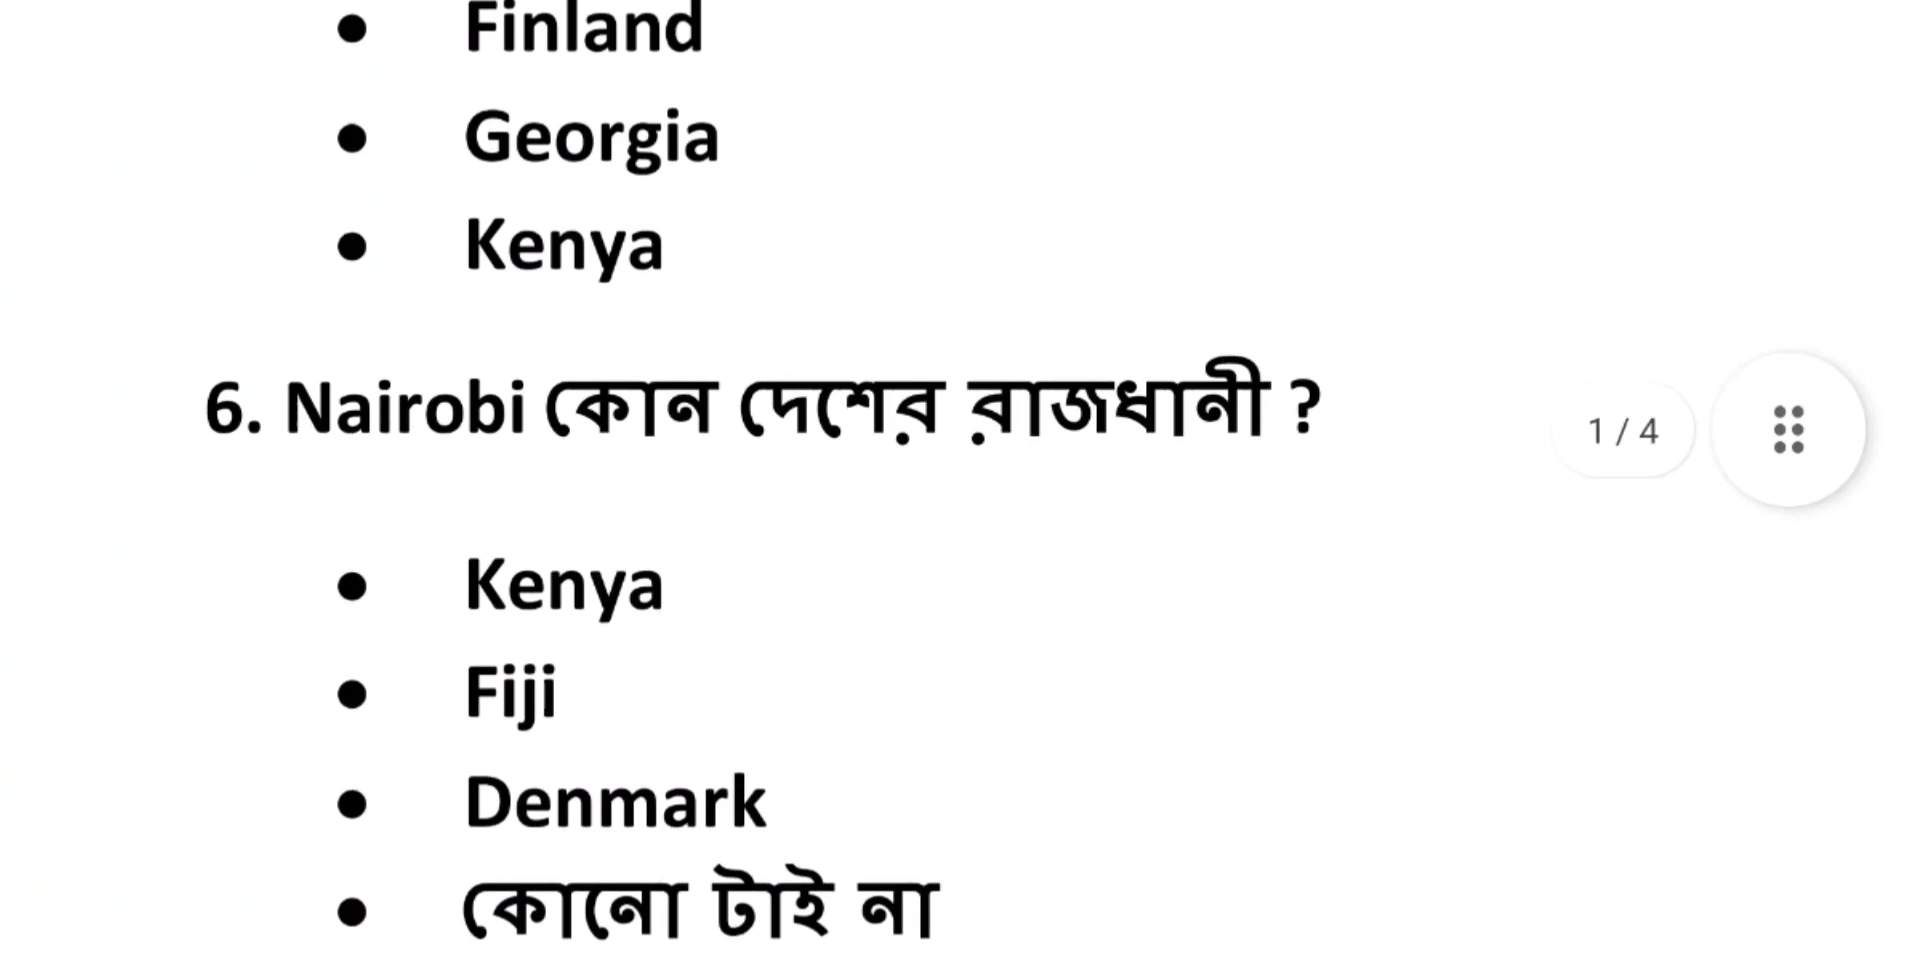 Finland
Georgia
Kenya
6. Nairobi কোন দেশের রাজধানী ?
1 / 4
Kenya
Fiji
Denmark
কোনো টাই না